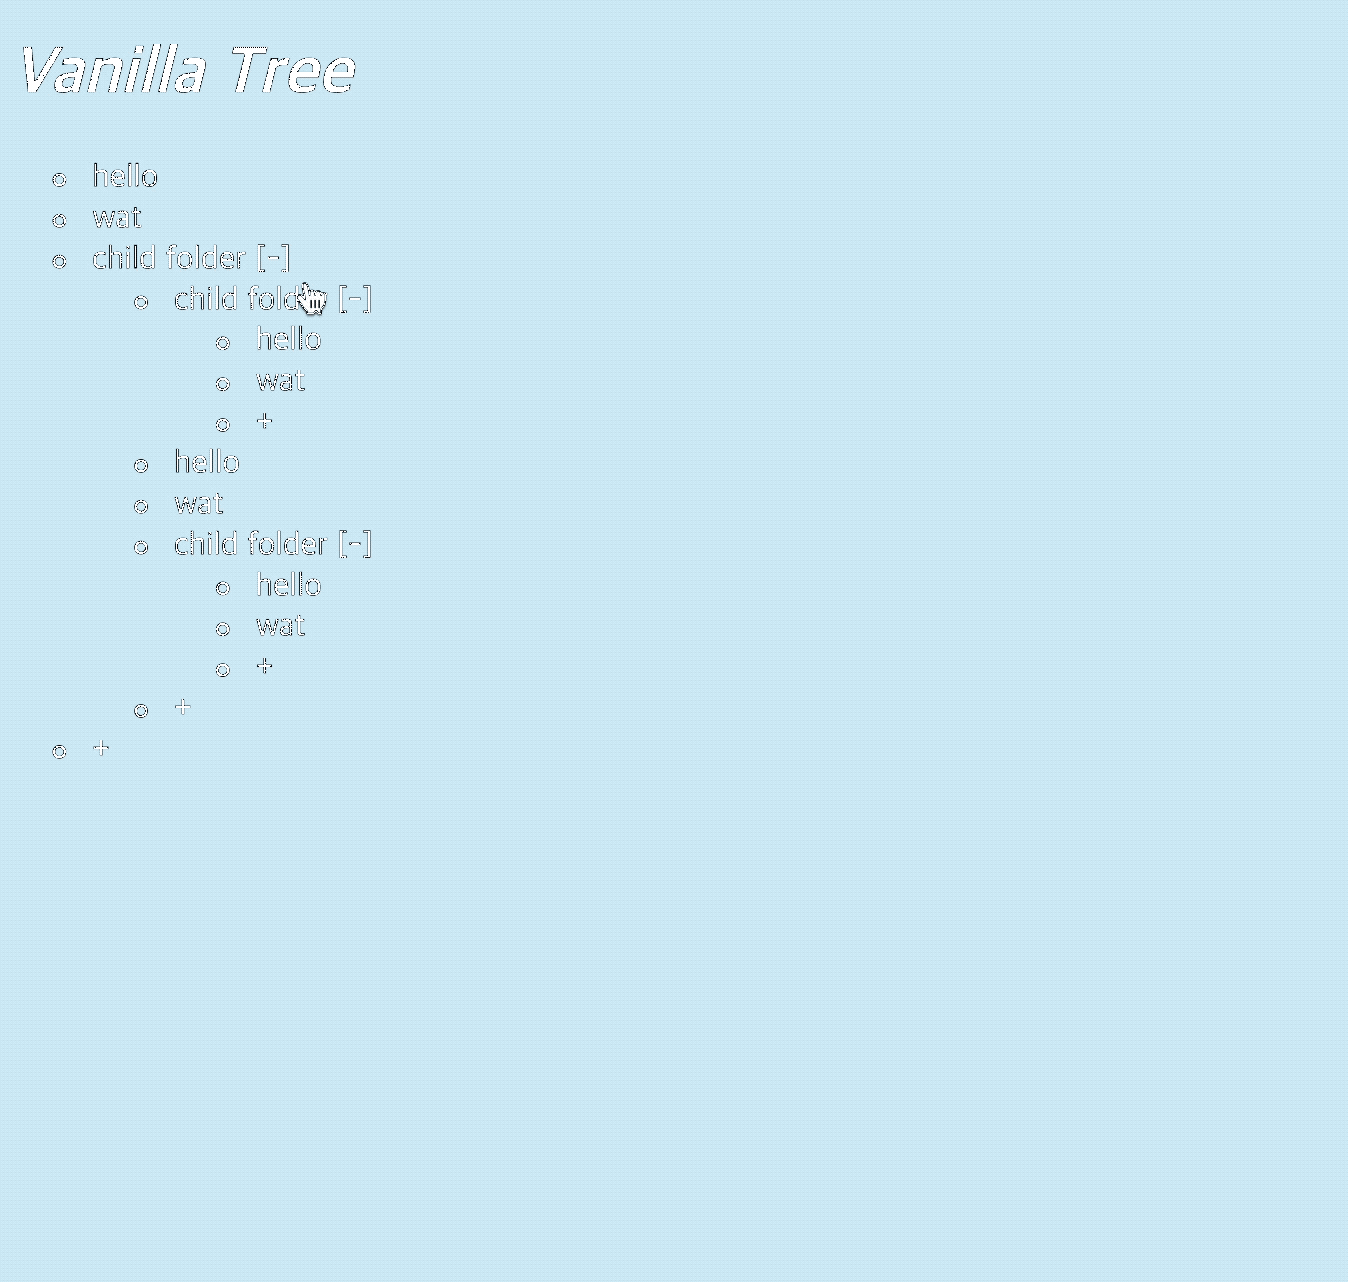 Vanilla Tree
hello
wat
child folder [-]
child folder [-]
hello
wat
+
hello
wat
child folder [-]
hello
wat
+
+
+